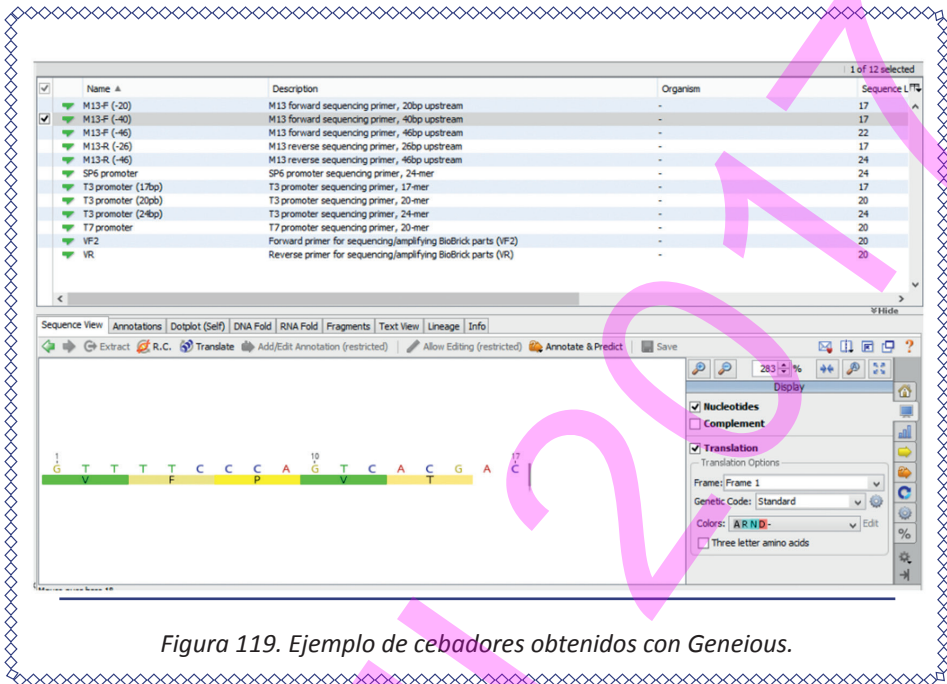 1 of 12 selected
Name Description Organism Sequence L
M13-F (-20) M13 forward sequencing primer, 20bp upstream - 17
M13-F (-40) M13 forward sequencing primer, 40bp upstream - 17
M13-F (-46) M13 forward sequencing primer, 46bp upstream - 22
M13-R (-26) M13 reverse sequencing primer, 26bp upstream - 17
M13-R (-46) M13 reverse sequencing primer, 46bp upstream - 24
SP6 promoter SP6 promoter sequencing primer, 24-mer - 24
T3 promoter (17bp) T3 promoter sequencing primer, 17-mer - 17
T3 promoter (20pb) T3 promoter sequencing primer, 20-mer - 20
T3 promoter (24bp) T3 promoter sequencing primer, 24-mer - 24
T7 promoter T7 promoter sequencing primer, 20-mer - 20
VF2 Forward primer for sequencing/amplifying BioBrick parts (VF2) - 20
VR Reverse primer for sequencing/amplifying BioBrick parts (VR) - 20
Hide
Sequence View Annotations Dotplot (Self) DNA Fold RNA Fold Fragments Text View Lineage Info
Extract R.C. Translate Add/Edit Annotation (restricted) Allow Editing (restricted) Annotate & Predict Save ?
283 %
Display
Nucleotides
Complement
Translation
Translation Options
Frame: Frame 1
Genetic Code: Standard
Colors: A R N D - Edit
Three letter amino acids
%
1 10 17
G T T T T C C C A G T C A C G A C
V F P V T
Figura 119. Ejemplo de cebadores obtenidos con Geneious.
201